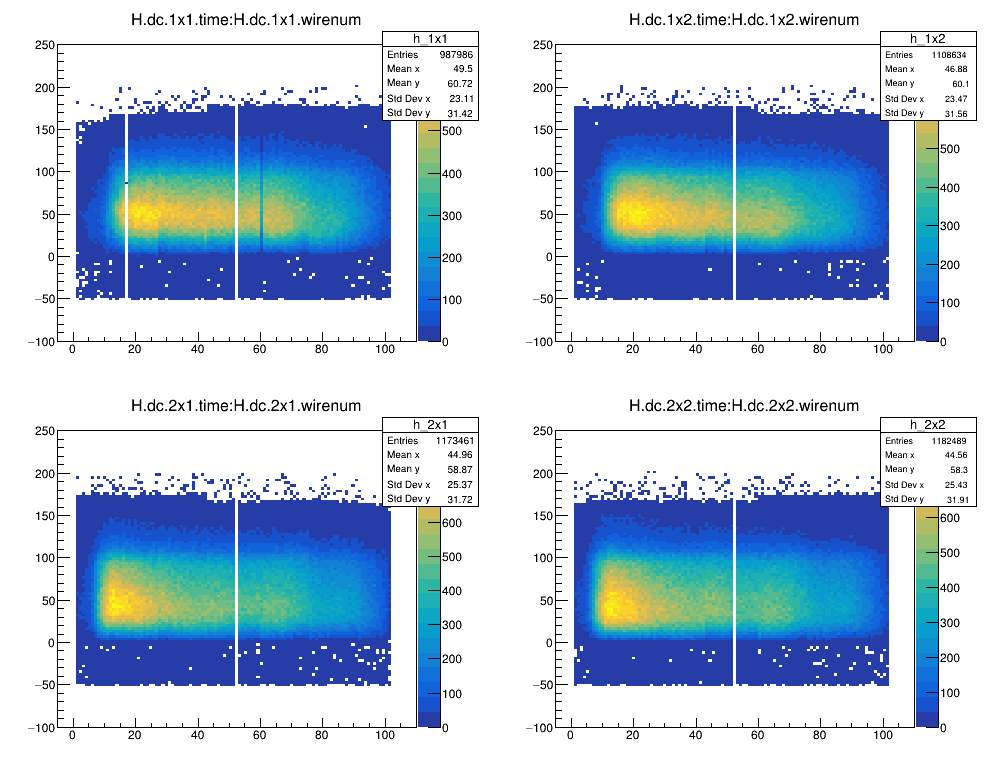 H.dc.1x1.time:H.dc.1x1.wirenum
h_1x1
Entries 987986
Mean x 49.5
Mean y 60.72
Std Dev x 23.11
Std Dev y 31.42
250
200
150
100
50
0
−50
−100
0 20 40 60 80 100
500
400
300
200
100
0
H.dc.1x2.time:H.dc.1x2.wirenum
h_1x2
Entries 1108634
Mean x 46.88
Mean y 60.1
Std Dev x 23.47
Std Dev y 31.56
250
200
150
100
50
0
−50
−100
0 20 40 60 80 100
500
400
300
200
100
0
H.dc.2x1.time:H.dc.2x1.wirenum
h_2x1
Entries 1173461
Mean x 44.96
Mean y 58.87
Std Dev x 25.37
Std Dev y 31.72
250
200
150
100
50
0
−50
−100
0 20 40 60 80 100
600
500
400
300
200
100
0
H.dc.2x2.time:H.dc.2x2.wirenum
h_2x2
Entries 1182489
Mean x 44.56
Mean y 58.3
Std Dev x 25.43
Std Dev y 31.91
250
200
150
100
50
0
−50
−100
0 20 40 60 80 100
600
500
400
300
200
100
0